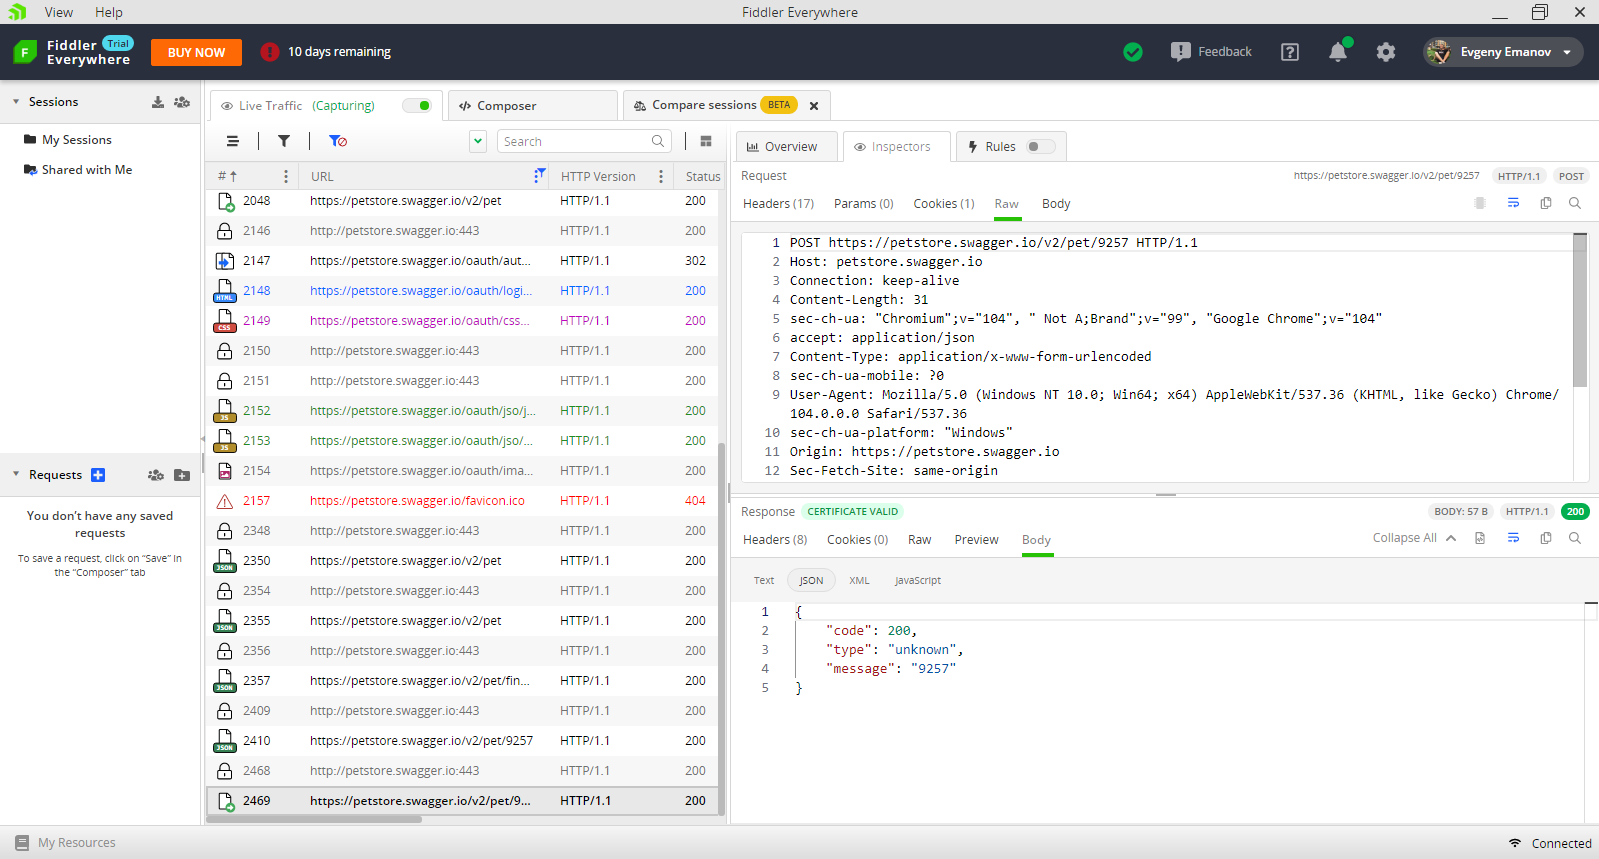 View Help
Fiddler Everywhere
Fiddler Trial
Everywhere
BUY NOW
10 days remaining
Feedback
Evgeny Emanov
Sessions
My Sessions
Shared with Me
Requests
You don't have any saved
requests
To save a request, click on "Save" in
the "Composer" tab
Live Traffic (Capturing)
Composer
Compare sessions BETA
Search
# URL HTTP Version Status
2048 https://petstore.swagger.io/v2/pet HTTP/1.1 200
2146 http://petstore.swagger.io:443 HTTP/1.1 200
2147 https://petstore.swagger.io/oauth/aut... HTTP/1.1 302
HTML 2148 https://petstore.swagger.io/oauth/logi... HTTP/1.1 200
CSS 2149 https://petstore.swagger.io/oauth/css... HTTP/1.1 200
2150 http://petstore.swagger.io:443 HTTP/1.1 200
2151 http://petstore.swagger.io:443 HTTP/1.1 200
JS 2152 https://petstore.swagger.io/oauth/jso/j... HTTP/1.1 200
JS 2153 https://petstore.swagger.io/oauth/jso/... HTTP/1.1 200
2154 https://petstore.swagger.io/oauth/ima... HTTP/1.1 200
2157 https://petstore.swagger.io/favicon.ico HTTP/1.1 404
2348 http://petstore.swagger.io:443 HTTP/1.1 200
JSON 2350 https://petstore.swagger.io/v2/pet HTTP/1.1 200
2354 http://petstore.swagger.io:443 HTTP/1.1 200
JSON 2355 https://petstore.swagger.io/v2/pet HTTP/1.1 200
2356 http://petstore.swagger.io:443 HTTP/1.1 200
JSON 2357 https://petstore.swagger.io/v2/pet/fin... HTTP/1.1 200
2409 http://petstore.swagger.io:443 HTTP/1.1 200
JSON 2410 https://petstore.swagger.io/v2/pet/9257 HTTP/1.1 200
2468 http://petstore.swagger.io:443 HTTP/1.1 200
2469 https://petstore.swagger.io/v2/pet/9... HTTP/1.1 200
Overview
Inspectors
Rules
Request https://petstore.swagger.io/v2/pet/9257 HTTP/1.1 POST
Headers (17) Params (0) Cookies (1) Raw Body
1 POST https://petstore.swagger.io/v2/pet/9257 HTTP/1.1
2 Host: petstore.swagger.io
3 Connection: keep-alive
4 Content-Length: 31
5 sec-ch-ua: "Chromium";v="104", " Not A;Brand";v="99", "Google Chrome";v="104"
6 accept: application/json
7 Content-Type: application/x-www-form-urlencoded
8 sec-ch-ua-mobile: ?0
9 User-Agent: Mozilla/5.0 (Windows NT 10.0; Win64; x64) AppleWebKit/537.36 (KHTML, like Gecko) Chrome/
104.0.0.0 Safari/537.36
10 sec-ch-ua-platform: "Windows"
11 Origin: https://petstore.swagger.io
12 Sec-Fetch-Site: same-origin
Response CERTIFICATE VALID BODY: 57 B HTTP/1.1 200
Headers (8) Cookies (0) Raw Preview Body Collapse All
Text JSON XML JavaScript
1 {
2 "code": 200,
3 "type": "unknown",
4 "message": "9257"
5 }
My Resources
Connected